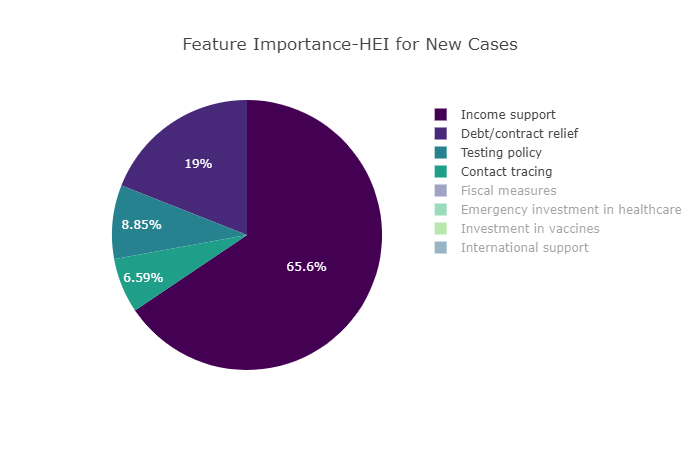 Feature Importance-HEI for New Cases
Income support
Debt/contract relief
Testing policy
Contact tracing
Fiscal measures
Emergency investment in healthcare
Investment in vaccines
International support
19%
8.85%
6.59%
65.6%